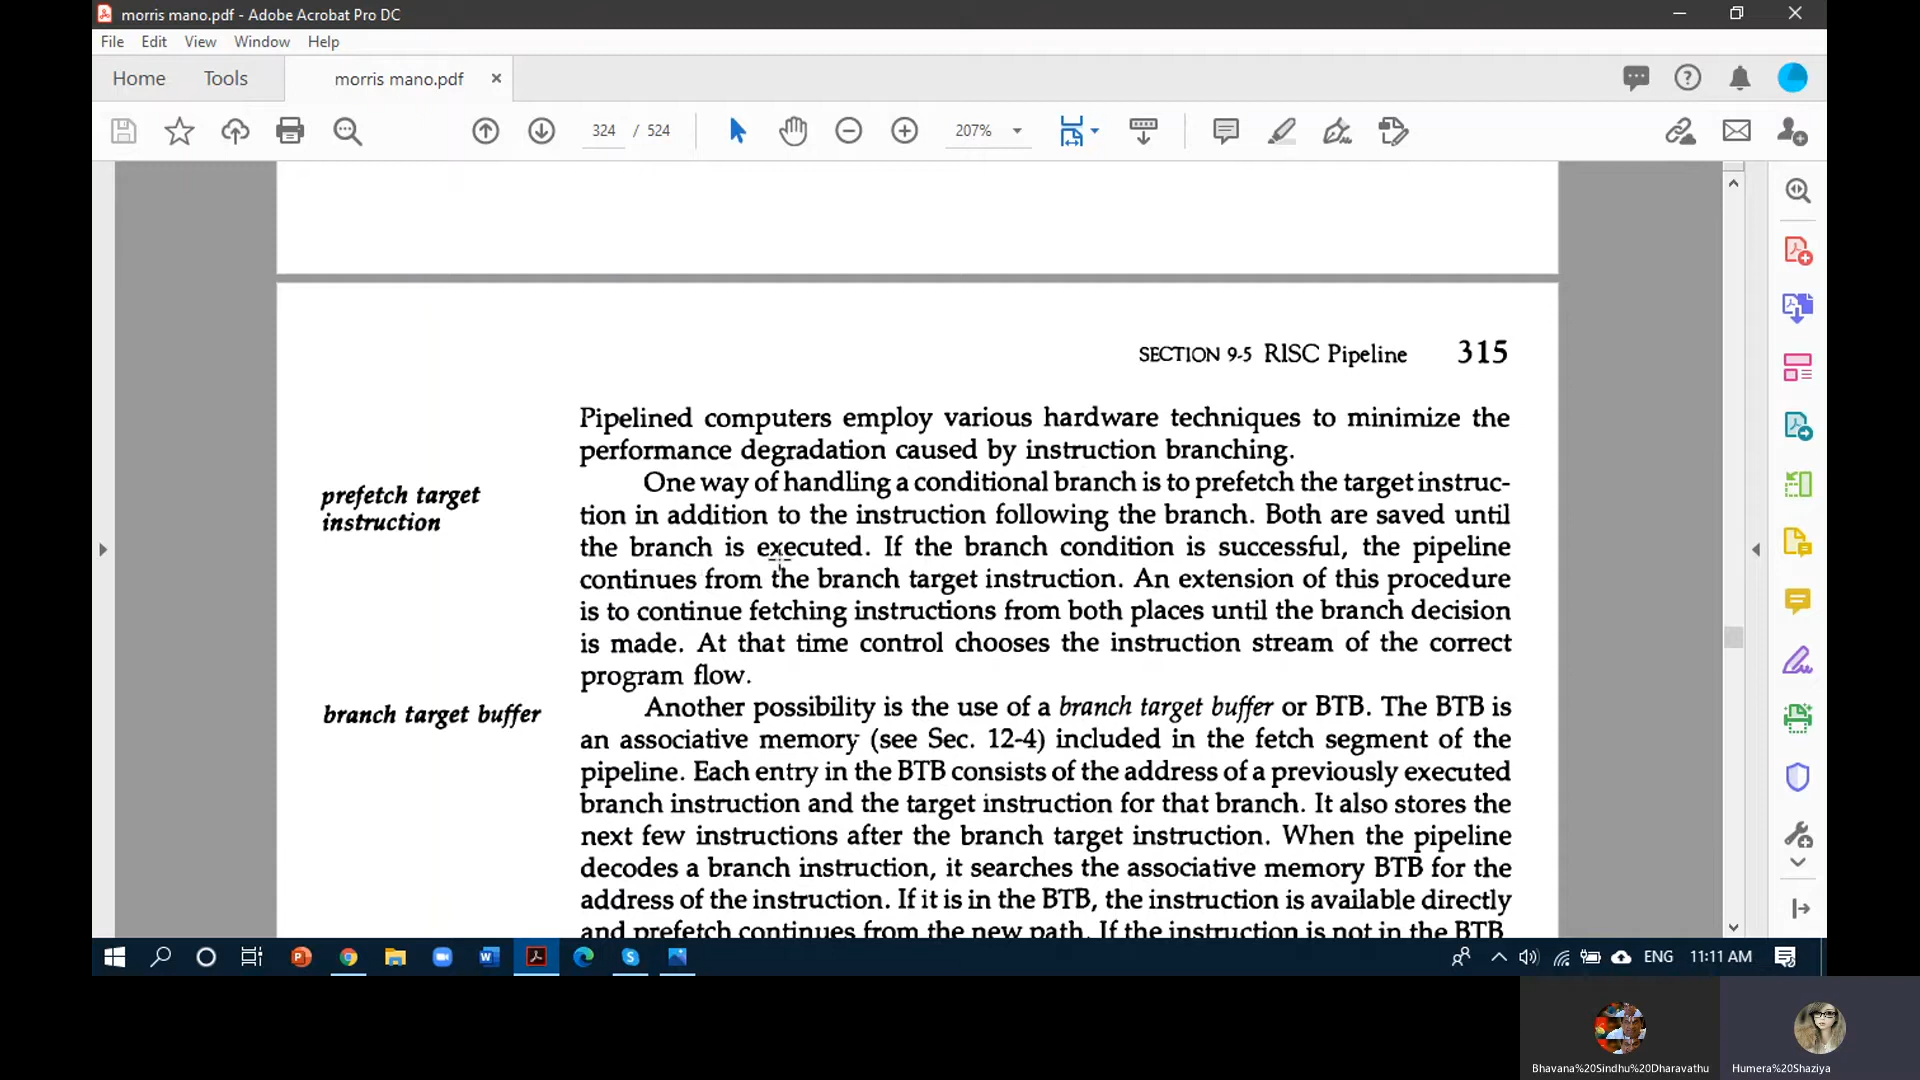 morris mano.pdf - Adobe Acrobat Pro DC
File Edit View Window Help
Home Tools morris mano.pdf
324 / 524 207%
SECTION 9-5 RISC Pipeline 315
Pipelined computers employ various hardware techniques to minimize the
performance degradation caused by instruction branching.
prefetch target
instruction
One way of handling a conditional branch is to prefetch the target instruc-
tion in addition to the instruction following the branch. Both are saved until
the branch is executed. If the branch condition is successful, the pipeline
continues from the branch target instruction. An extension of this procedure
is to continue fetching instructions from both places until the branch decision
is made. At that time control chooses the instruction stream of the correct
program flow.
branch target buffer
Another possibility is the use of a branch target buffer or BTB. The BTB is
an associative memory (see Sec. 12-4) included in the fetch segment of the
pipeline. Each entry in the BTB consists of the address of a previously executed
branch instruction and the target instruction for that branch. It also stores the
next few instructions after the branch target instruction. When the pipeline
decodes a branch instruction, it searches the associative memory BTB for the
address of the instruction. If it is in the BTB, the instruction is available directly
and prefetch continues from the new path. If the instruction is not in the BTB,
ENG 11:11 AM
Bhavana%20Sindhu%20Dharavathu
Humera%20Shaziya